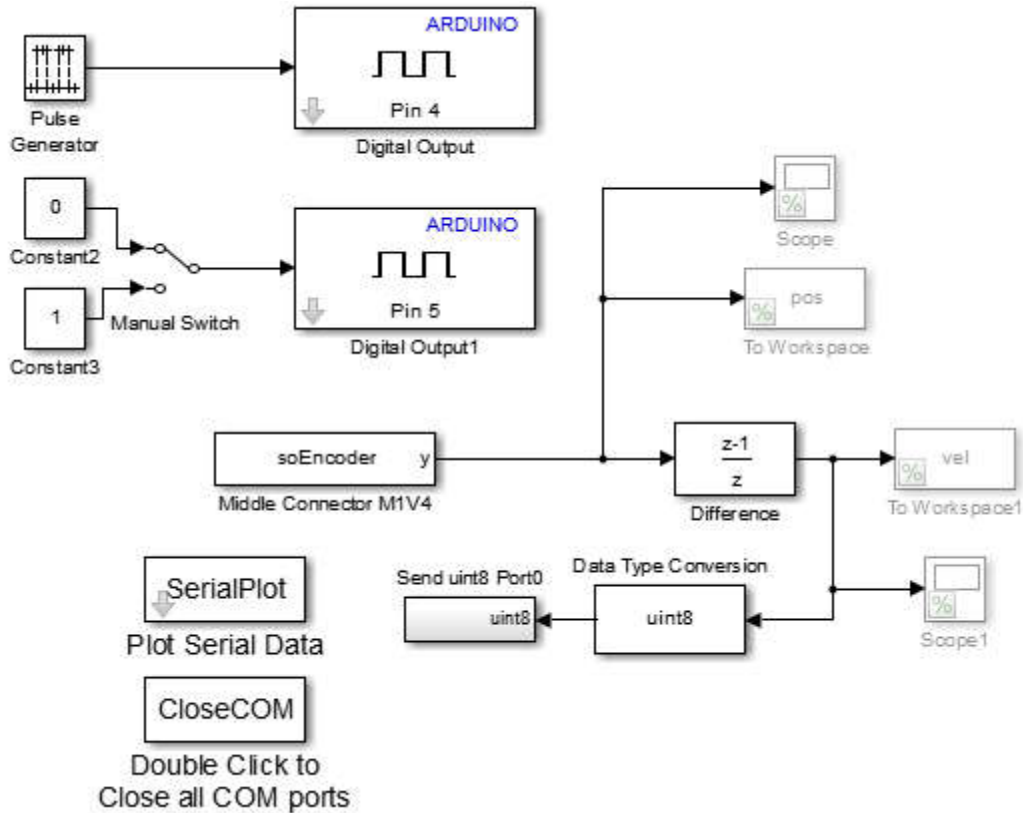 ARDUINO
Pin 4
Pulse
Generator
Digital Output
0
Constant2
ARDUINO
Pin 5
1
Manual Switch
Constant3
Digital Output1
%
Scope
pos
%
To Workspace
soEncoder y
Middle Connector M1V4
z-1
z
Difference
vel
%
To Workspace1
SerialPlot
Plot Serial Data
Send uint8 Port0
uint8
Data Type Conversion
uint8
%
Scope1
CloseCOM
Double Click to
Close all COM ports